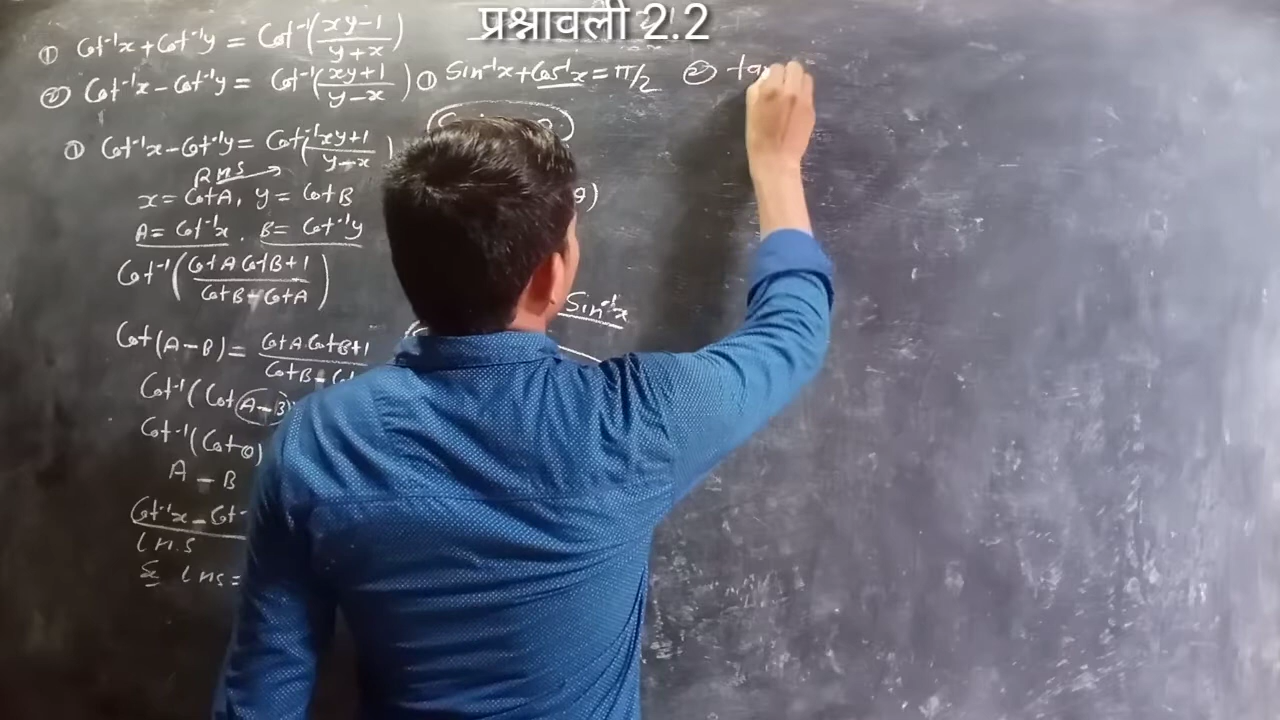 प्रश्नावली 2.2
① Cot⁻¹x + Cot⁻¹y = Cot⁻¹(xy-1/y+x)
② Cot⁻¹x - Cot⁻¹y = Cot⁻¹(xy+1/y-x)
① Cot⁻¹x - Cot⁻¹y = Cot⁻¹(xy+1/y-x)
RHS
x = CotA, y = CotB
A = Cot⁻¹x, B = Cot⁻¹y
Cot⁻¹(CotA CotB+1/CotB-CotA)
Cot(A-B) = CotA.CotB+1/CotB-
Cot⁻¹(Cot(A-B)
Cot⁻¹(Cotθ)
A - B
Cot⁻¹x - Cot⁻
LHS
LHS =
① Sin⁻¹x + Cos⁻¹x = π/2
Sin⁻¹x
② tan